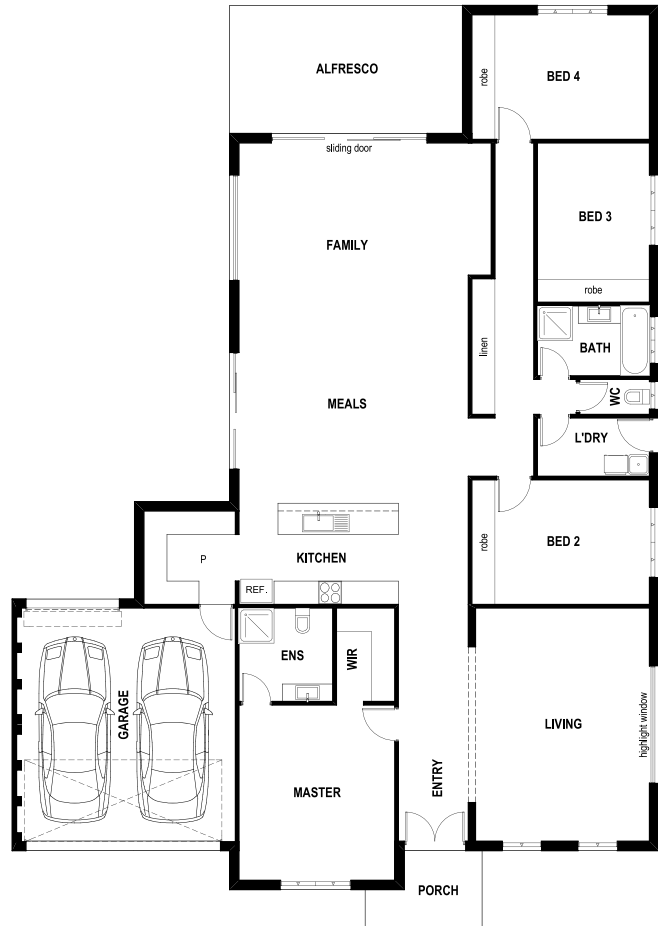 ALFRESCO
robe
BED 4
sliding door
FAMILY
BED 3
robe
linen
BATH
MEALS
WC
L'DRY
P
KITCHEN
robe
BED 2
REF.
ENS
WIR
GARAGE
LIVING
highlight window
MASTER
ENTRY
PORCH